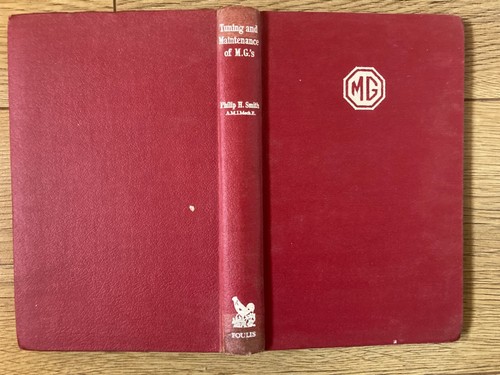 Tuning and
Maintenance
of M.G.'s
Philip H. Smith
A.M.I.Mech.E.
FOULIS
MG